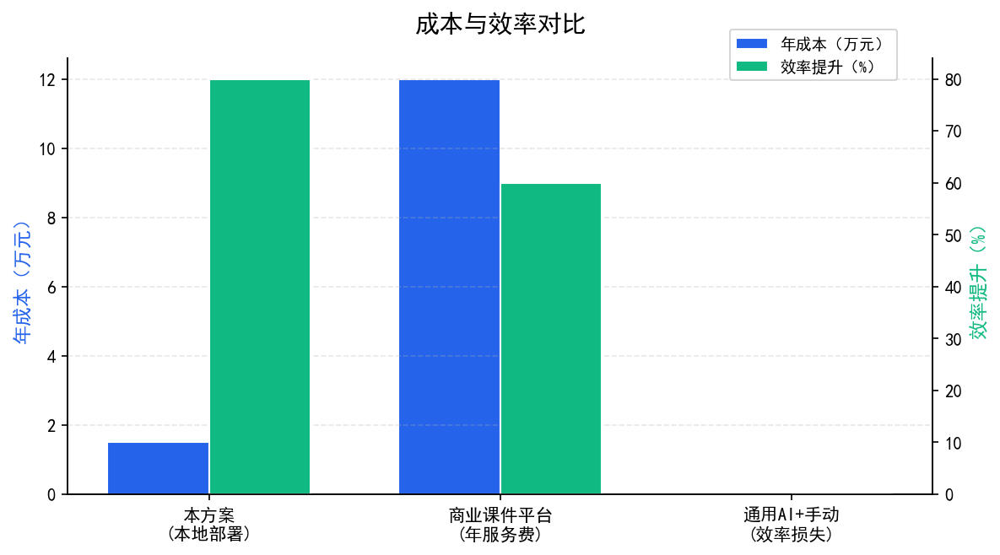 成本与效率对比
年成本（万元）
效率提升（%）
12
10
8
6
4
2
0
年成本（万元）
80
70
60
50
40
30
20
10
0
效率提升（%）
本方案
(本地部署)
商业课件平台
(年服务费)
通用AI+手动
(效率损失)